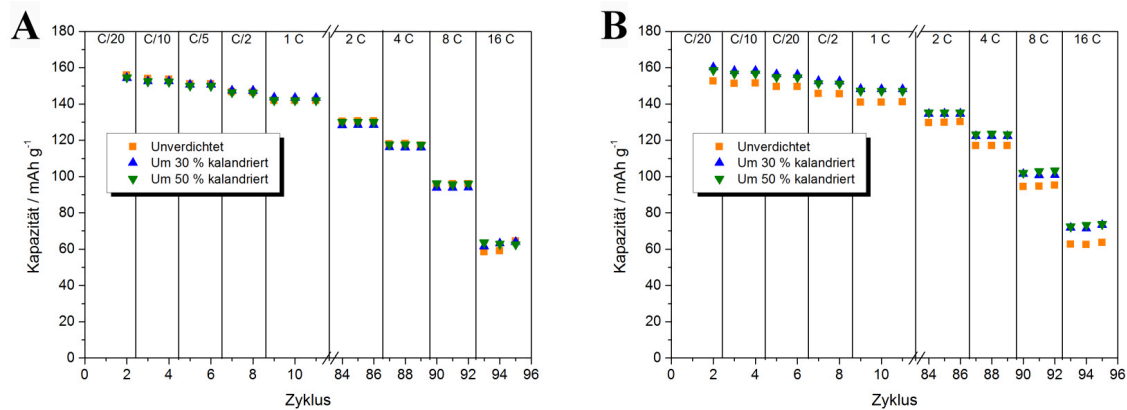 A
180
160
140
120
100
80
60
40
20
0
Kapazität / mAh g⁻¹
C/20 C/10 C/5 C/2 1 C 2 C 4 C 8 C 16 C
Unverdichtet
Um 30 % kalandriert
Um 50 % kalandriert
0 2 4 6 8 10 84 86 88 90 92 94 96
Zyklus
B
180
160
140
120
100
80
60
40
20
0
Kapazität / mAh g⁻¹
C/20 C/10 C/20 C/2 1 C 2 C 4 C 8 C 16 C
Unverdichtet
Um 30 % kalandriert
Um 50 % kalandriert
0 2 4 6 8 10 84 86 88 90 92 94 96
Zyklus